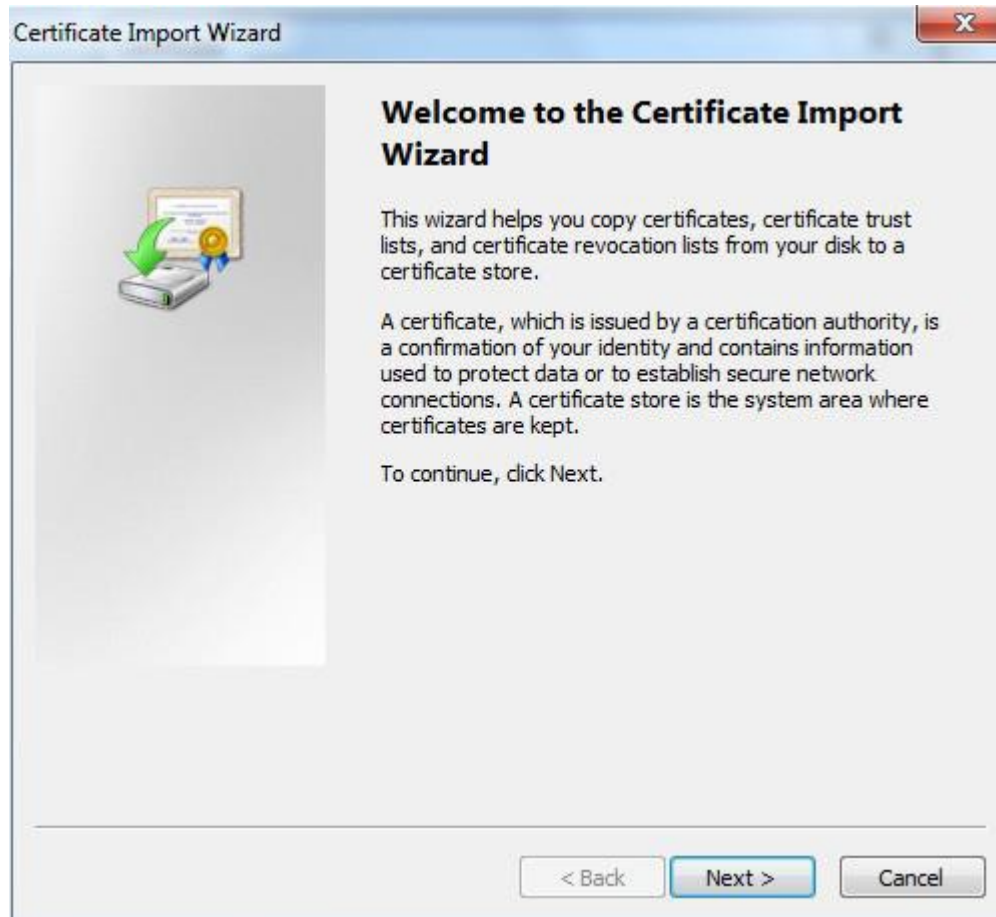 Certificate Import Wizard
X
Welcome to the Certificate Import
Wizard
This wizard helps you copy certificates, certificate trust
lists, and certificate revocation lists from your disk to a
certificate store.
A certificate, which is issued by a certification authority, is
a confirmation of your identity and contains information
used to protect data or to establish secure network
connections. A certificate store is the system area where
certificates are kept.
To continue, click Next.
< Back Next > Cancel